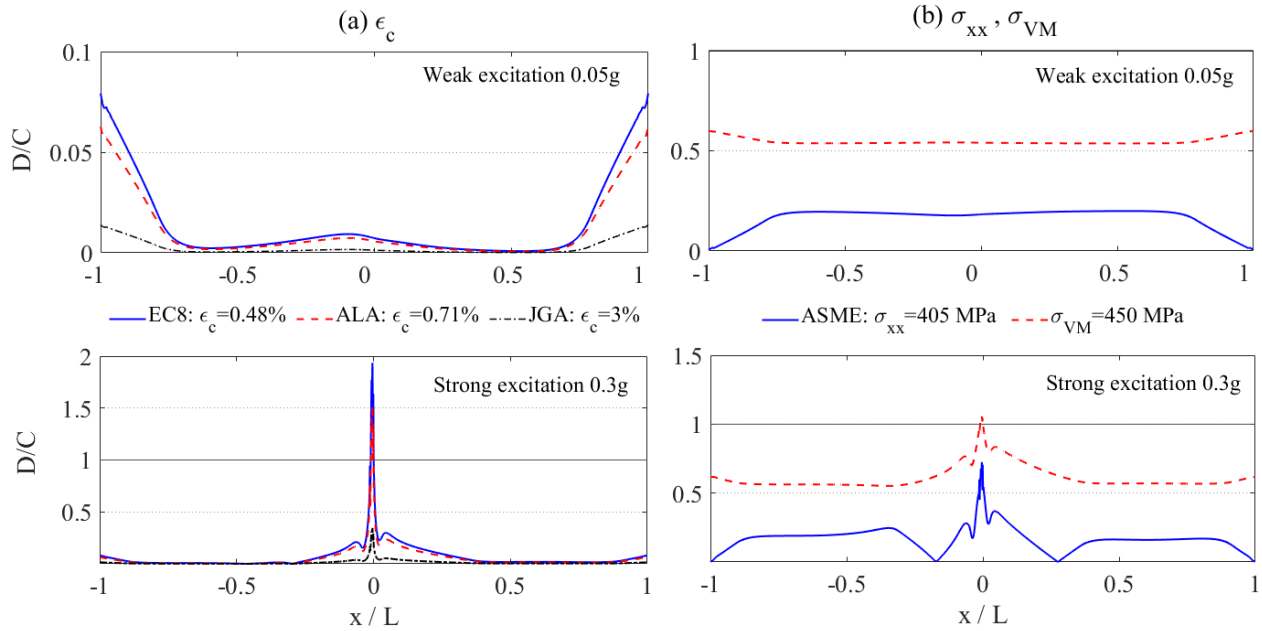 (a) ϵc
(b) σxx , σVM
0.1
0.05
0
D/C
Weak excitation 0.05g
-1 -0.5 0 0.5 1
1
0.5
0
Weak excitation 0.05g
-1 -0.5 0 0.5 1
EC8: ϵc=0.48% ALA: ϵc=0.71% JGA: ϵc=3%
ASME: σxx=405 MPa σVM=450 MPa
2
1.5
1
0.5
D/C
Strong excitation 0.3g
-1 -0.5 0 0.5 1
x / L
1.5
1
0.5
Strong excitation 0.3g
-1 -0.5 0 0.5 1
x / L